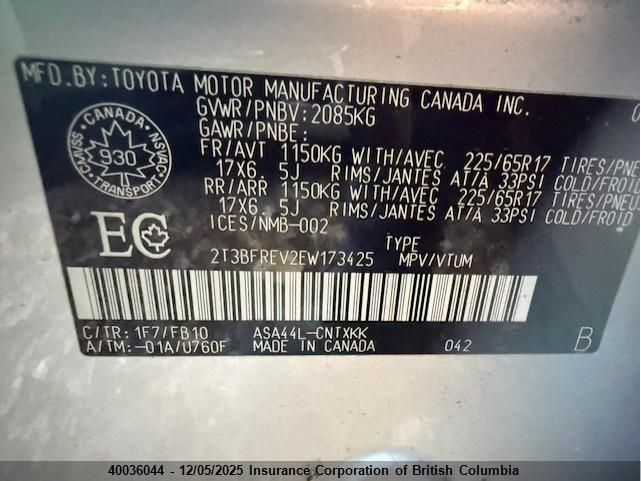 MFD.BY:TOYOTA MOTOR MANUFACTURING CANADA INC.
GVWR/PNBV:2085KG
GAWR/PNBE:
FR/AVT 1150KG WITH/AVEC 225/65R17 TIRES/PNEU
17X6. 5J RIMS/JANTES AT/À 33PSI COLD/FROID
RR/ARR 1150KG WITH/AVEC 225/65R17 TIRES/PNEU
17X6. 5J RIMS/JANTES AT/À 33PSI COLD/FROID
ICES/NMB-002
CANADA
CMVSS
NSVAC
930
TRANSPORT
EC
TYPE
2T3BFREV2EW173425 MPV/VTUM
C/TR: 1F7/FB10 ASA44L-CNTXKK
A/TM:-01A/U760F MADE IN CANADA 042 B
40036044 - 12/05/2025 Insurance Corporation of British Columbia